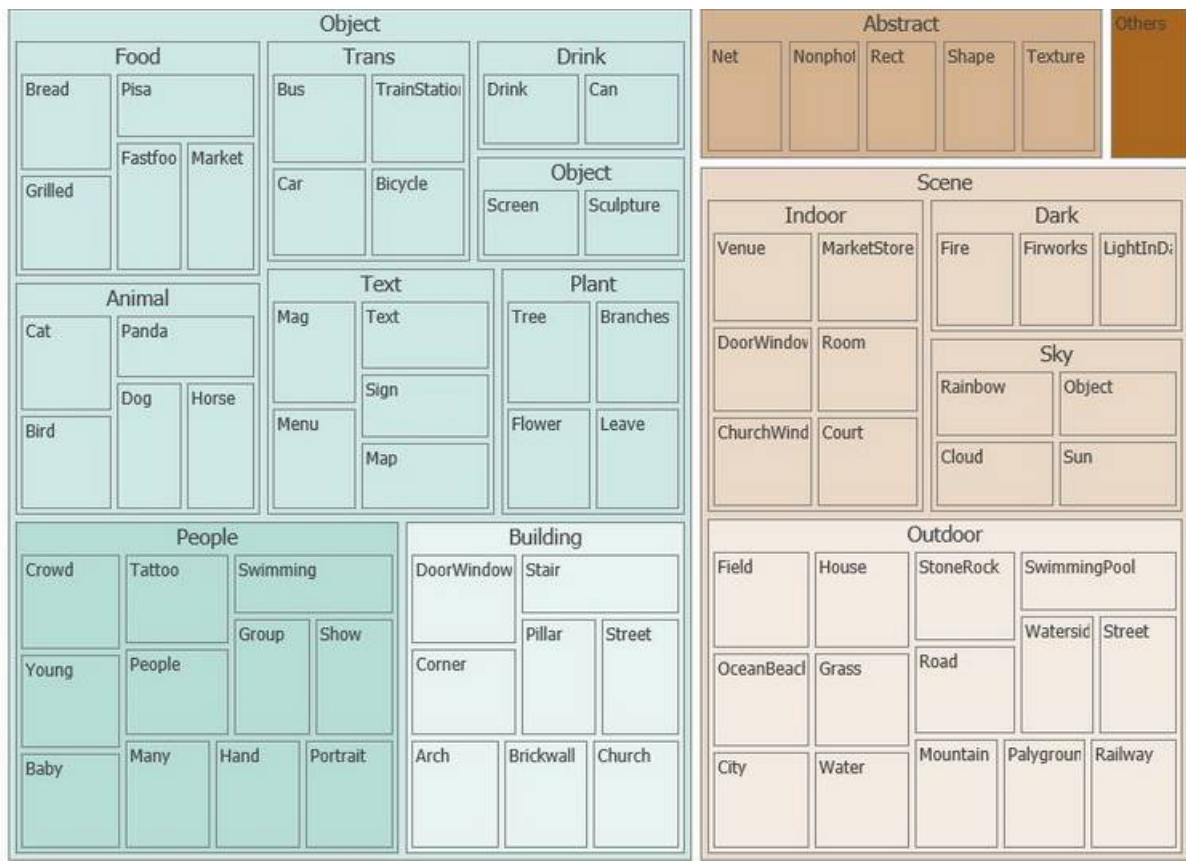 Object
Food
Bread
Pisa
Fastfoo
Market
Grilled
Trans
Bus
TrainStatio
Car
Bicycle
Drink
Drink
Can
Object
Screen
Sculpture
Animal
Cat
Panda
Dog
Horse
Bird
Text
Mag
Text
Sign
Menu
Map
Plant
Tree
Branches
Flower
Leave
People
Crowd
Tattoo
Swimming
Group
Show
Young
People
Baby
Many
Hand
Portrait
Building
DoorWindow
Stair
Pillar
Street
Corner
Arch
Brickwall
Church
Abstract
Net
Nonphot
Rect
Shape
Texture
Others
Scene
Indoor
Venue
MarketStore
DoorWindow
Room
ChurchWind
Court
Dark
Fire
Firworks
LightInDa
Sky
Rainbow
Object
Cloud
Sun
Outdoor
Field
House
StoneRock
SwimmingPool
Watersid
Street
OceanBeach
Grass
Road
City
Water
Mountain
Palygroun
Railway